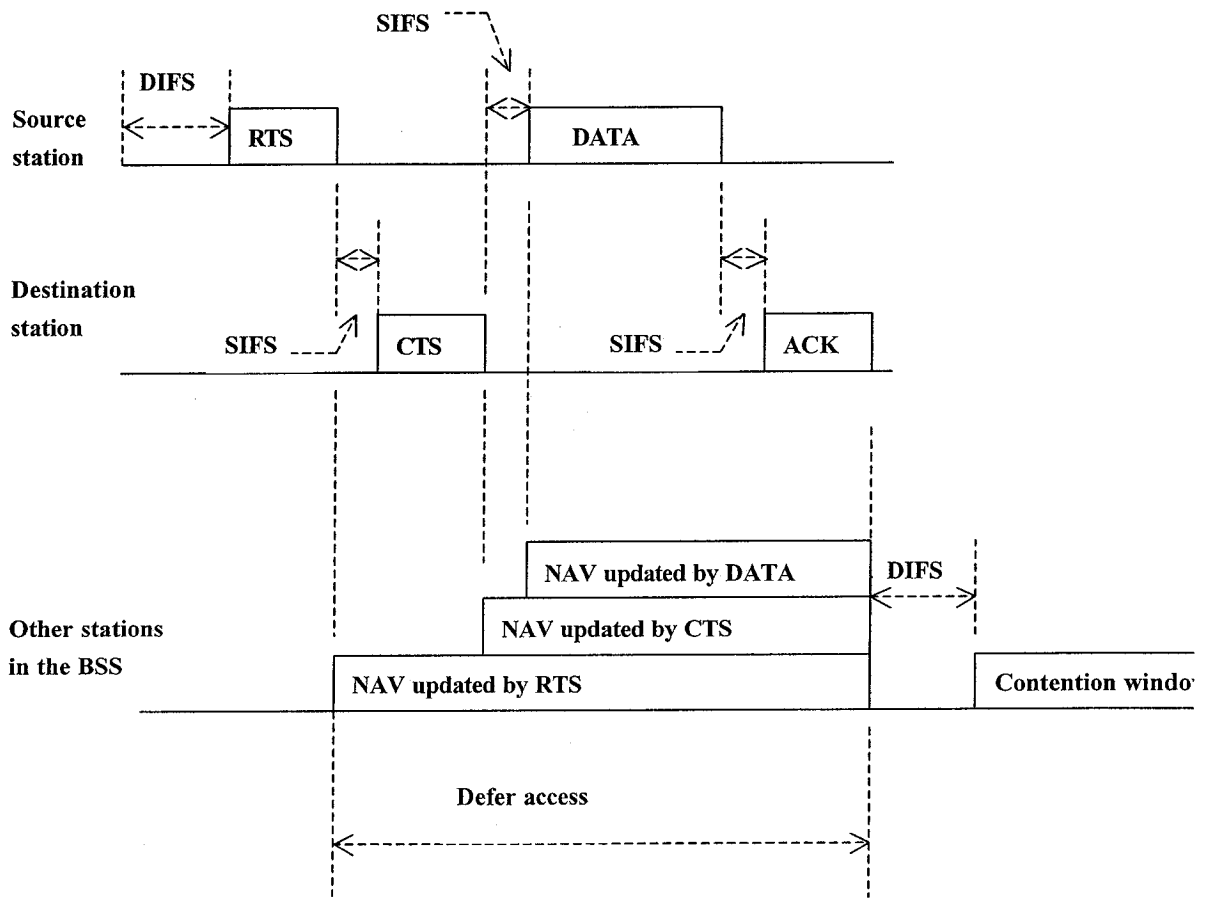 SIFS
DIFS
Source
station
RTS
DATA
Destination
station
SIFS
CTS
SIFS
ACK
NAV updated by DATA
DIFS
NAV updated by CTS
Other stations
in the BSS
NAV updated by RTS
Contention windo
Defer access